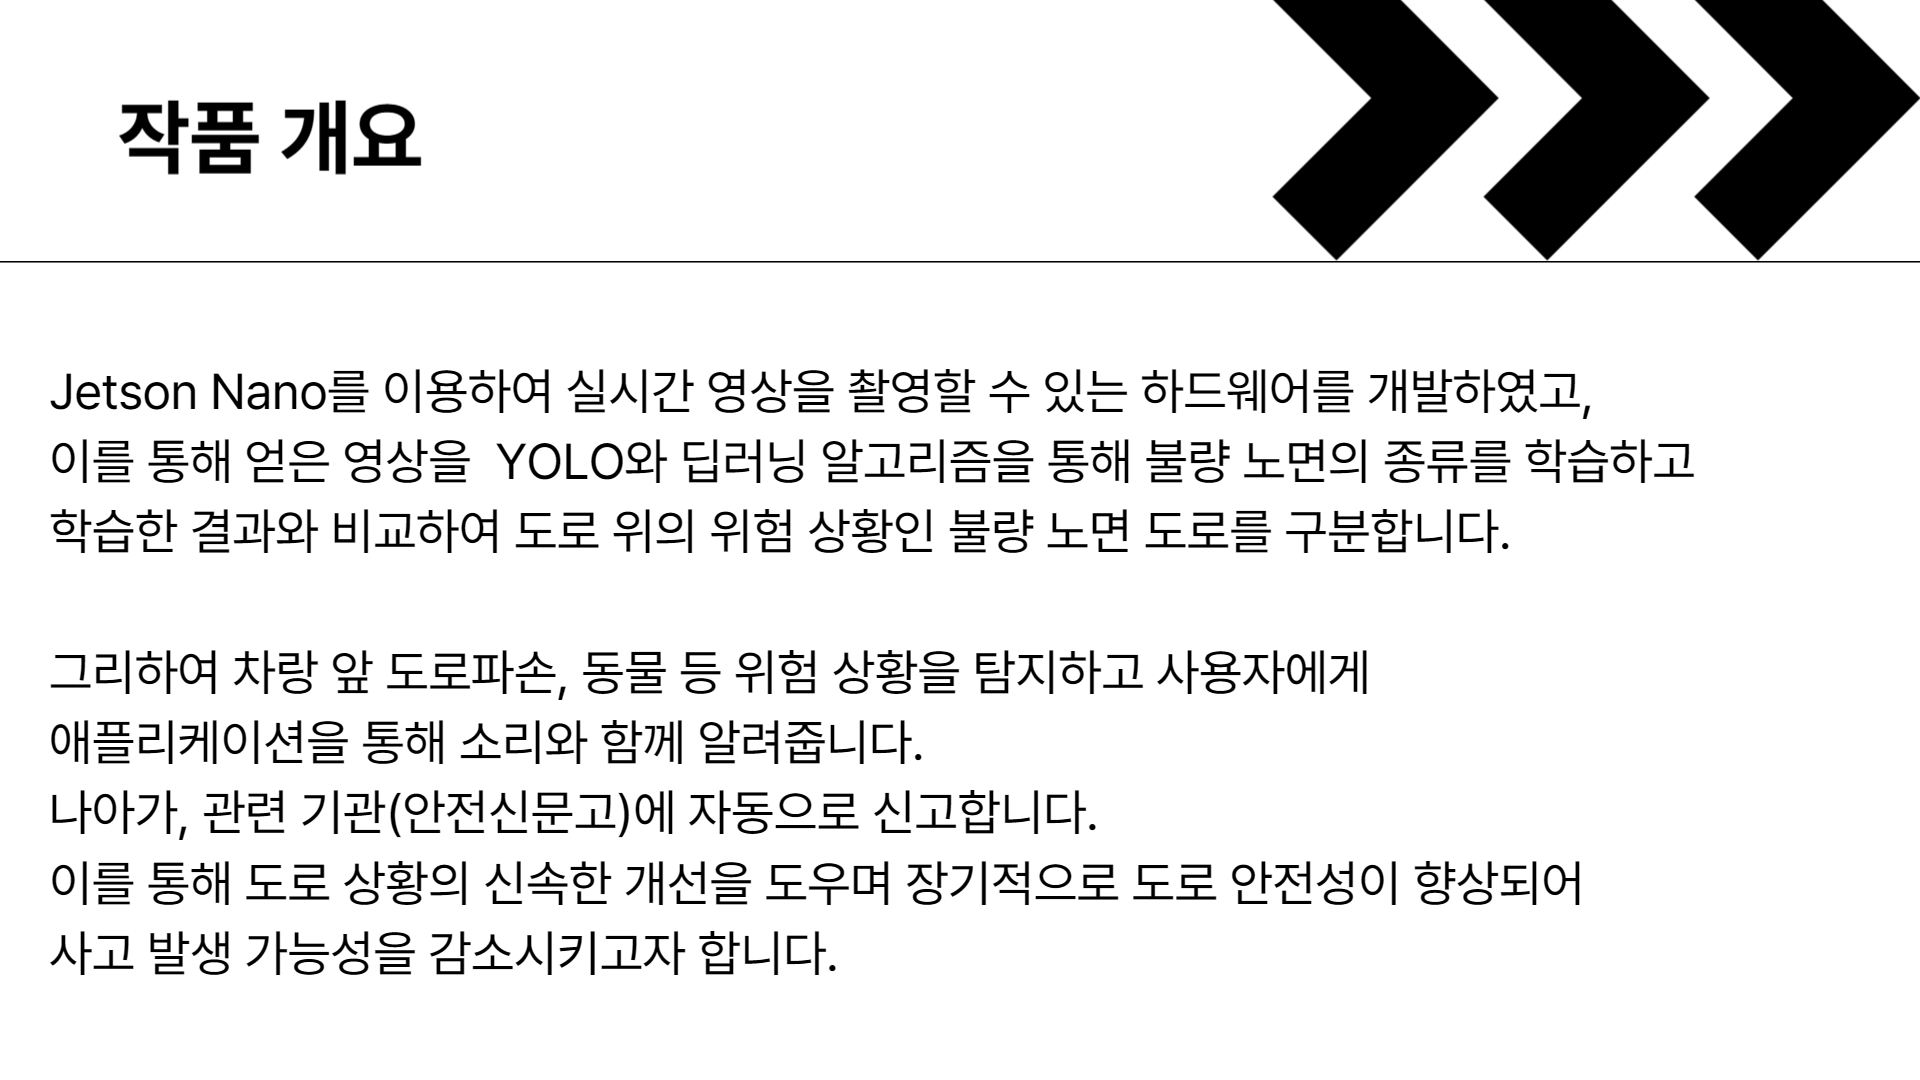 작품 개요
Jetson Nano를 이용하여 실시간 영상을 촬영할 수 있는 하드웨어를 개발하였고,
이를 통해 얻은 영상을  YOLO와 딥러닝 알고리즘을 통해 불량 노면의 종류를 학습하고
학습한 결과와 비교하여 도로 위의 위험 상황인 불량 노면 도로를 구분합니다.
그리하여 차랑 앞 도로파손, 동물 등 위험 상황을 탐지하고 사용자에게
애플리케이션을 통해 소리와 함께 알려줍니다.
나아가, 관련 기관(안전신문고)에 자동으로 신고합니다.
이를 통해 도로 상황의 신속한 개선을 도우며 장기적으로 도로 안전성이 향상되어
사고 발생 가능성을 감소시키고자 합니다.